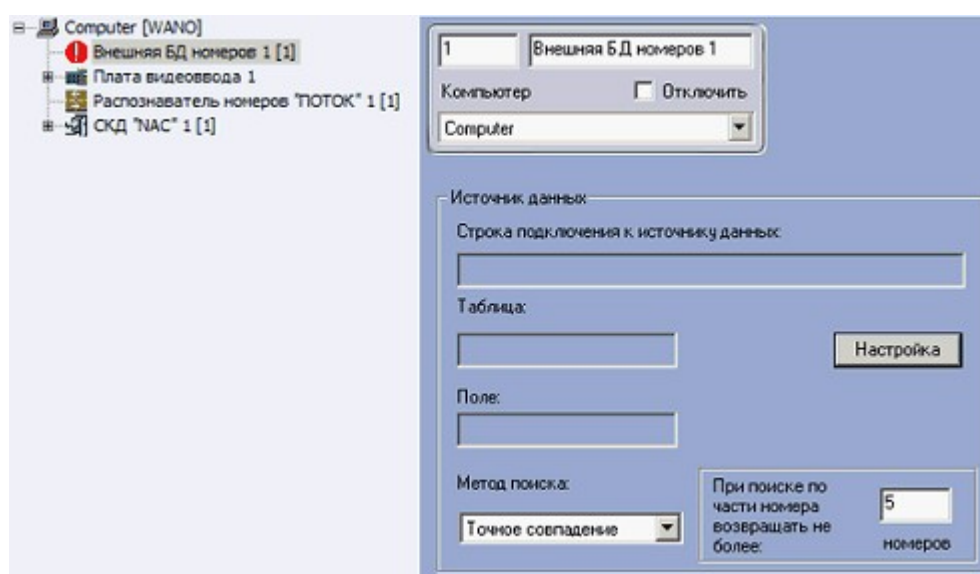 Computer [WANO]
Внешняя БД номеров 1 [1]
Плата видеоввода 1
Распознаватель номеров "ПОТОК" 1 [1]
СКД "NAC" 1 [1]
1
Внешняя БД номеров 1
Компьютер
Отключить
Computer
Источник данных
Строка подключения к источнику данных:
Таблица:
Настройка
Поле:
Метод поиска:
Точное совпадение
При поиске по
части номера
возвращать не
более:
5
номеров